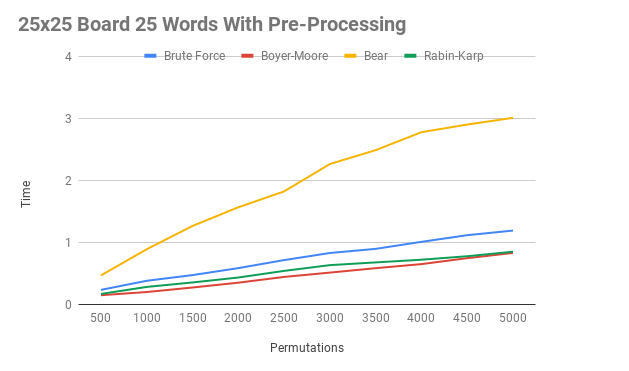 25x25 Board 25 Words With Pre-Processing
Brute Force Boyer-Moore Bear Rabin-Karp
4
3
2
1
0
Time
500 1000 1500 2000 2500 3000 3500 4000 4500 5000
Permutations